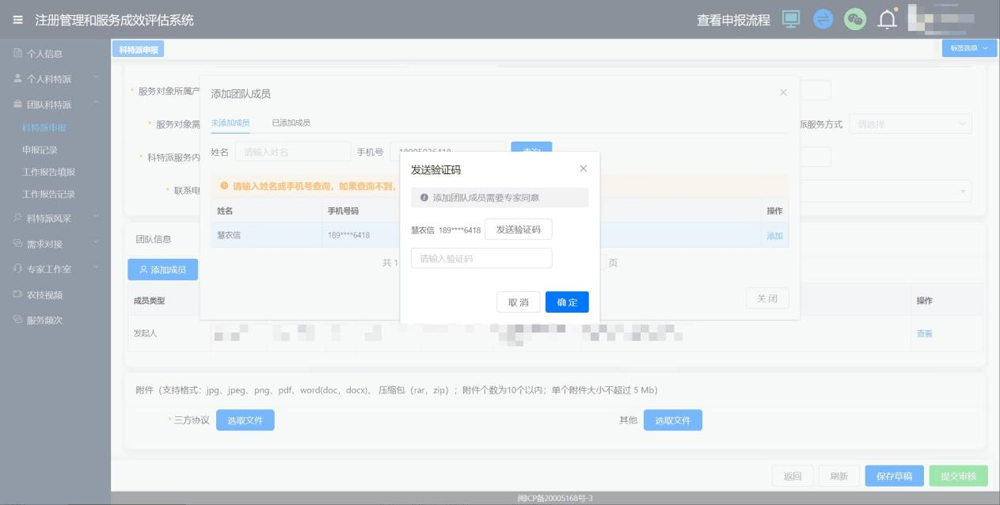 注册管理和服务成效评估系统
查看申报流程
个人信息
个人科特派
团队科特派
科特派申报
申报记录
工作报告填报
工作报告记录
科特派风采
需求对接
专家工作室
农技视频
服务频次
科特派申报
标签选项
* 服务对象所属产
* 服务对象需
派服务方式 请选择
* 科特派服务内
* 联系电
添加团队成员
未添加成员 已添加成员
姓名 请输入姓名 手机号 18905026418 查询
请输入姓名或手机号查询，如果查询不到，
姓名 手机号码 操作
慧农信 189****6418 添加
共 1 页
关 闭
发送验证码
添加团队成员需要专家同意
慧农信 189****6418 发送验证码
请输入验证码
取 消 确 定
团队信息
添加成员
成员类型 操作
发起人 查看
附件（支持格式：jpg、jpeg、png、pdf、word(doc，docx)、 压缩包（rar，zip）；附件个数为10个以内；单个附件大小不超过 5 Mb）
* 三方协议 选取文件 其他 选取文件
返回 刷新 保存草稿 提交审核
闽ICP备20005168号-3